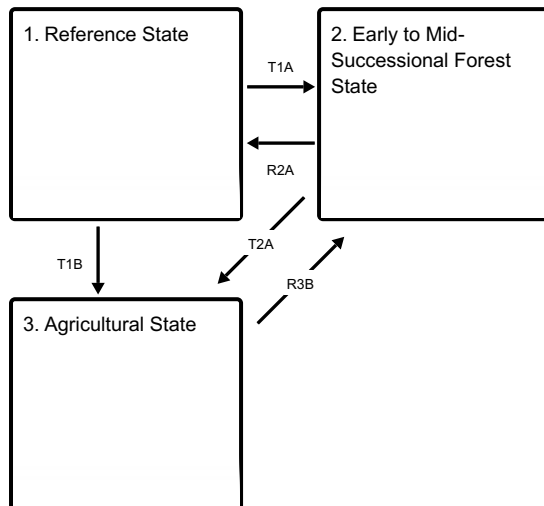 1. Reference State
2. Early to Mid-
Successional Forest
State
T1A
R2A
T1B
T2A
R3B
3. Agricultural State